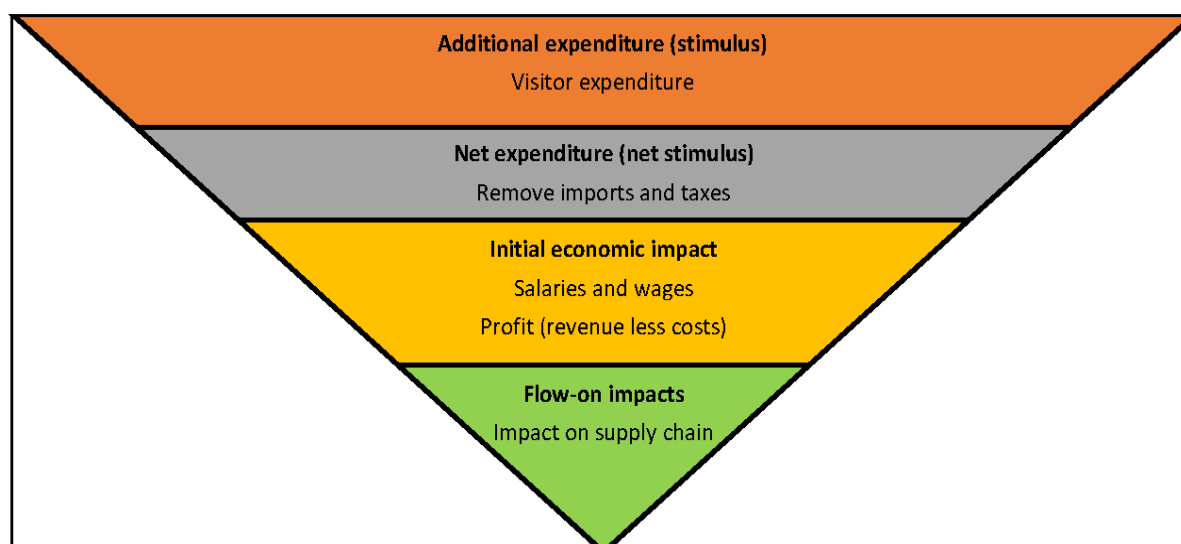 Additional expenditure (stimulus)
Visitor expenditure
Net expenditure (net stimulus)
Remove imports and taxes
Initial economic impact
Salaries and wages
Profit (revenue less costs)
Flow-on impacts
Impact on supply chain